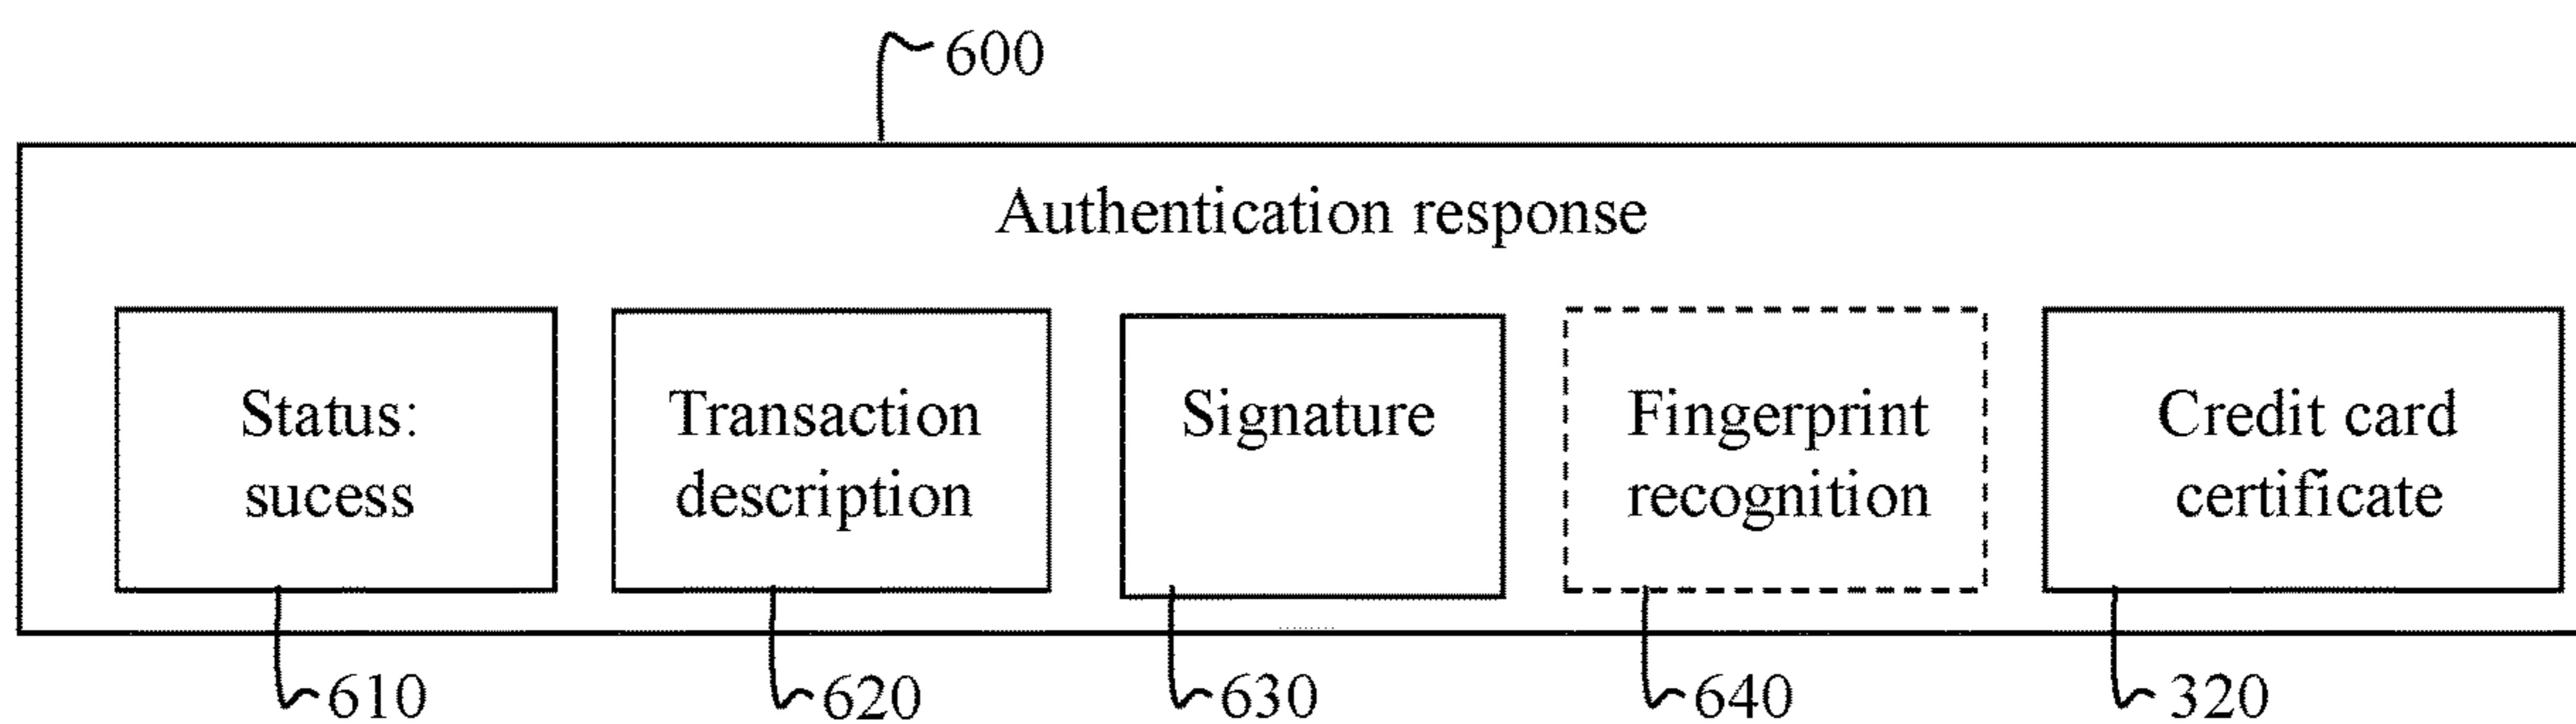 600
Authentication response
Status:
sucess
Transaction
description
Signature
Fingerprint
recognition
Credit card
certificate
610
620
630
640
320